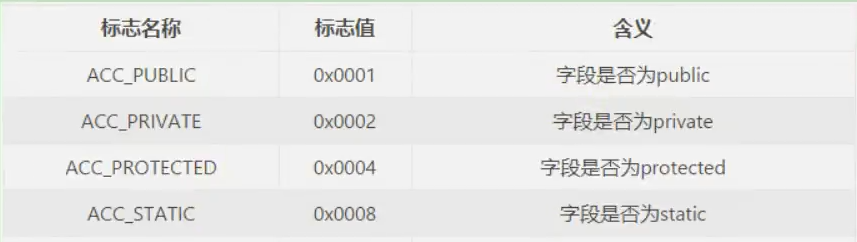 标志名称 标志值 含义
ACC_PUBLIC 0x0001 字段是否为public
ACC_PRIVATE 0x0002 字段是否为private
ACC_PROTECTED 0x0004 字段是否为protected
ACC_STATIC 0x0008 字段是否为static